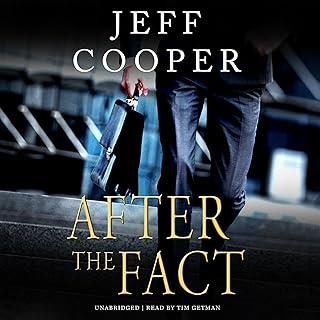 JEFF
COOPER
AFTER
THE FACT
UNABRIDGED | READ BY TIM GETMAN